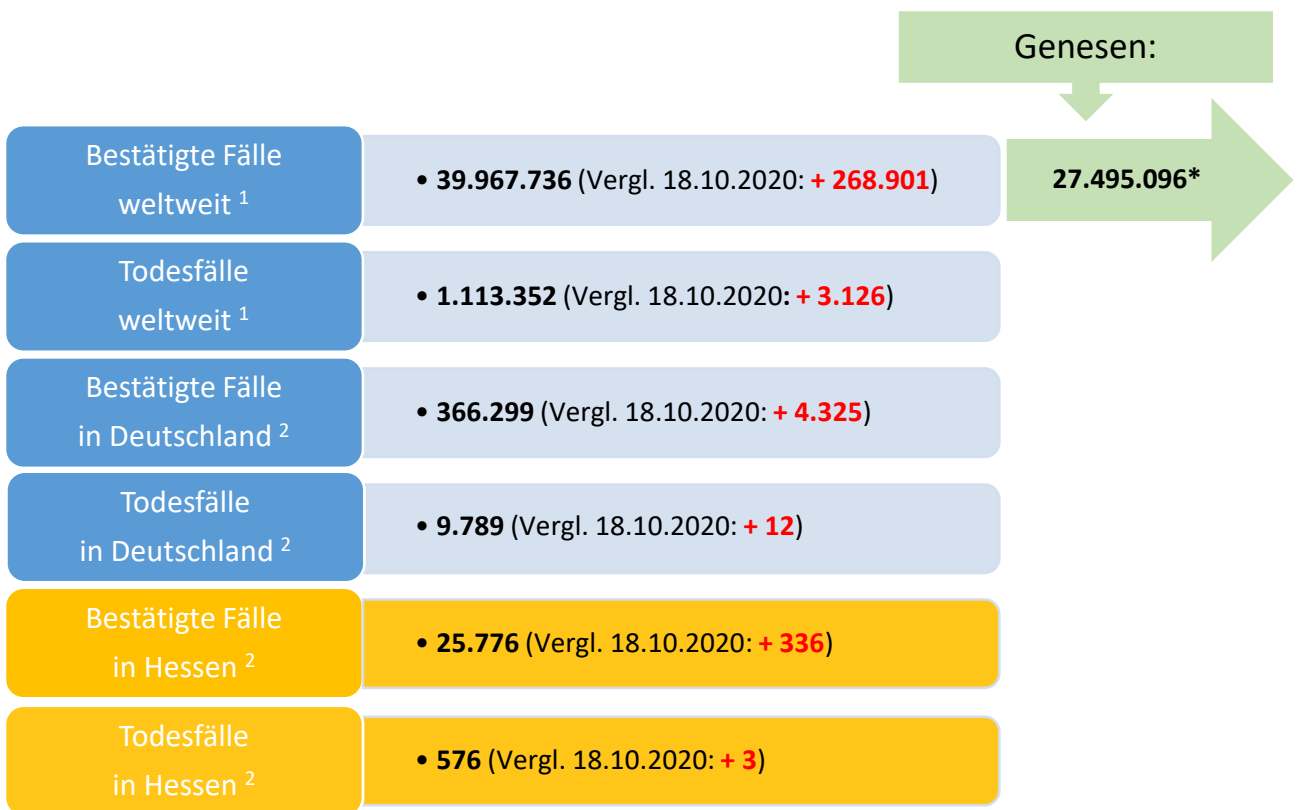 Genesen:
Bestätigte Fälle
weltweit ¹
• 39.967.736 (Vergl. 18.10.2020: + 268.901)
27.495.096*
Todesfälle
weltweit ¹
• 1.113.352 (Vergl. 18.10.2020: + 3.126)
Bestätigte Fälle
in Deutschland ²
• 366.299 (Vergl. 18.10.2020: + 4.325)
Todesfälle
in Deutschland ²
• 9.789 (Vergl. 18.10.2020: + 12)
Bestätigte Fälle
in Hessen ²
• 25.776 (Vergl. 18.10.2020: + 336)
Todesfälle
in Hessen ²
• 576 (Vergl. 18.10.2020: + 3)